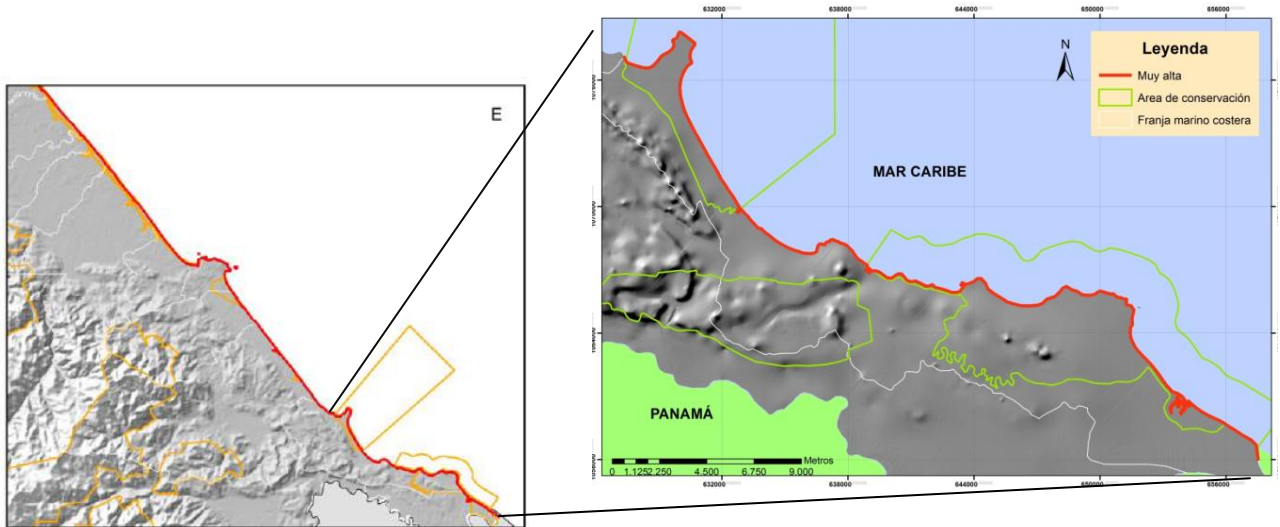 E
632000
638000
644000
650000
656000
N
Leyenda
Muy alta
Area de conservación
Franja marino costera
MAR CARIBE
PANAMÁ
Metros
0 1.125 2.250 4.500 6.750 9.000
632000
638000
644000
650000
656000